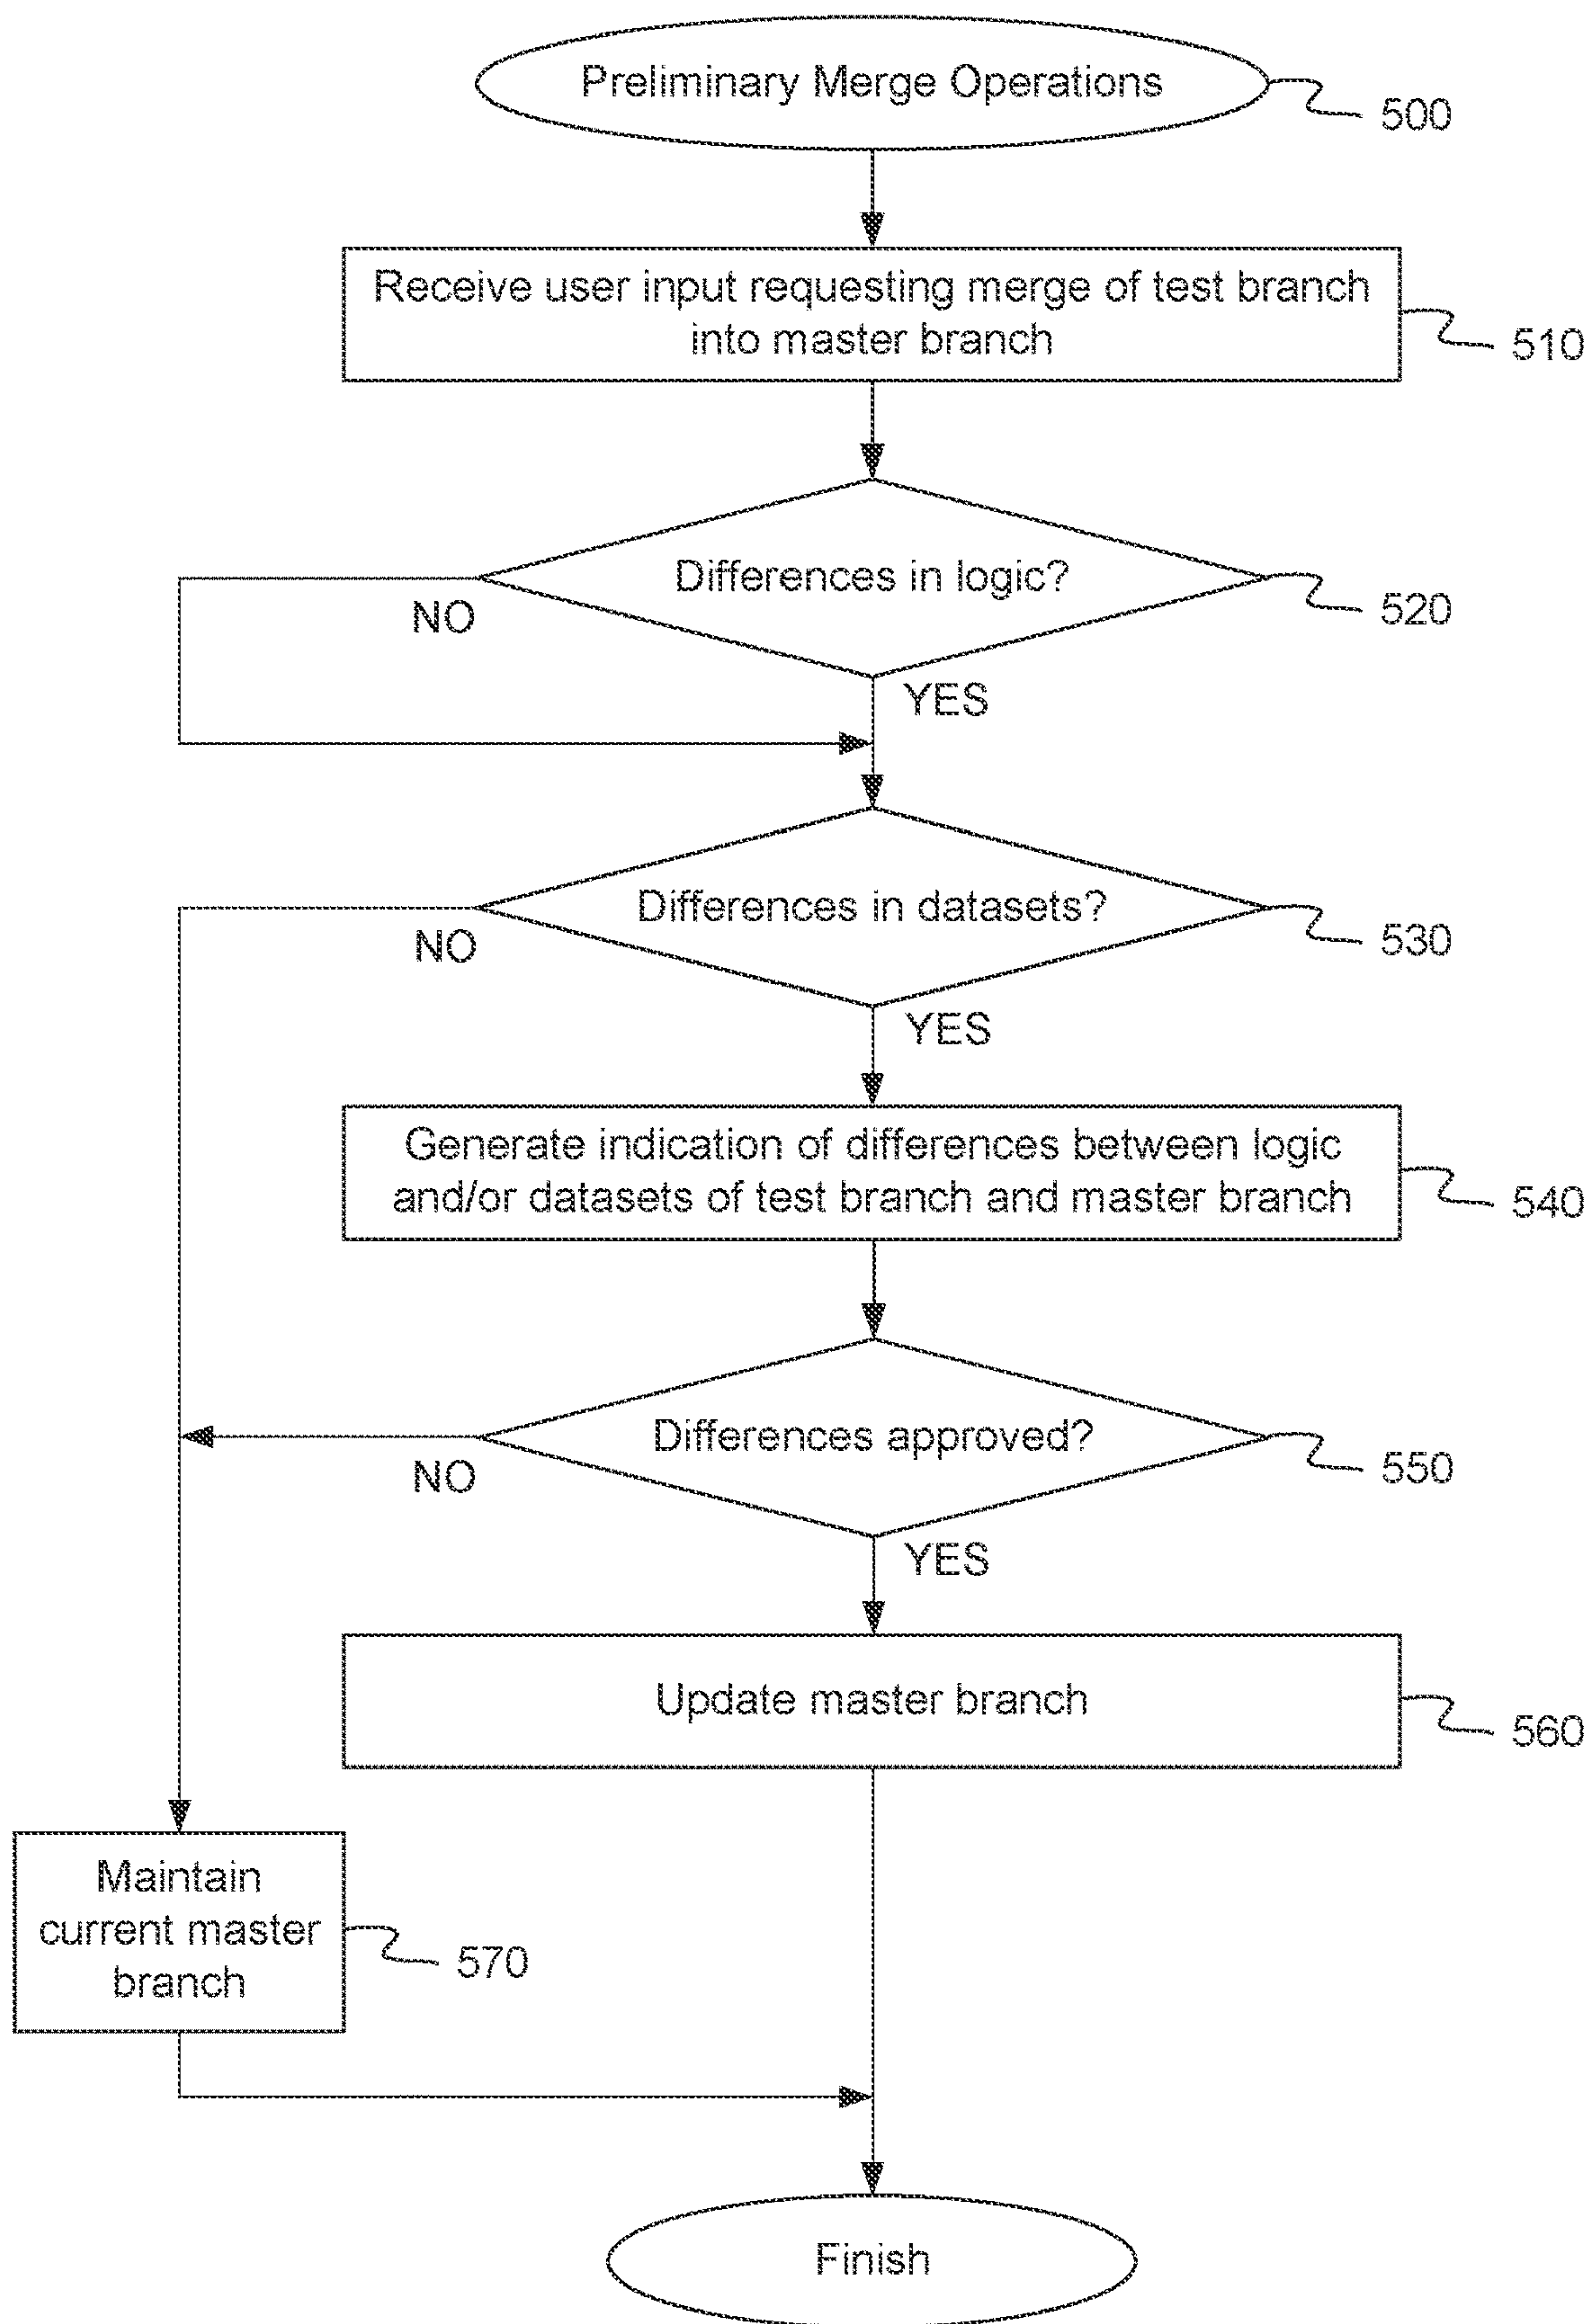 Preliminary Merge Operations
500
Receive user input requesting merge of test branch
into master branch
510
Differences in logic?
520
NO
YES
Differences in datasets?
530
NO
YES
Generate indication of differences between logic
and/or datasets of test branch and master branch
540
Differences approved?
550
NO
YES
Update master branch
560
Maintain
current master
branch
570
Finish